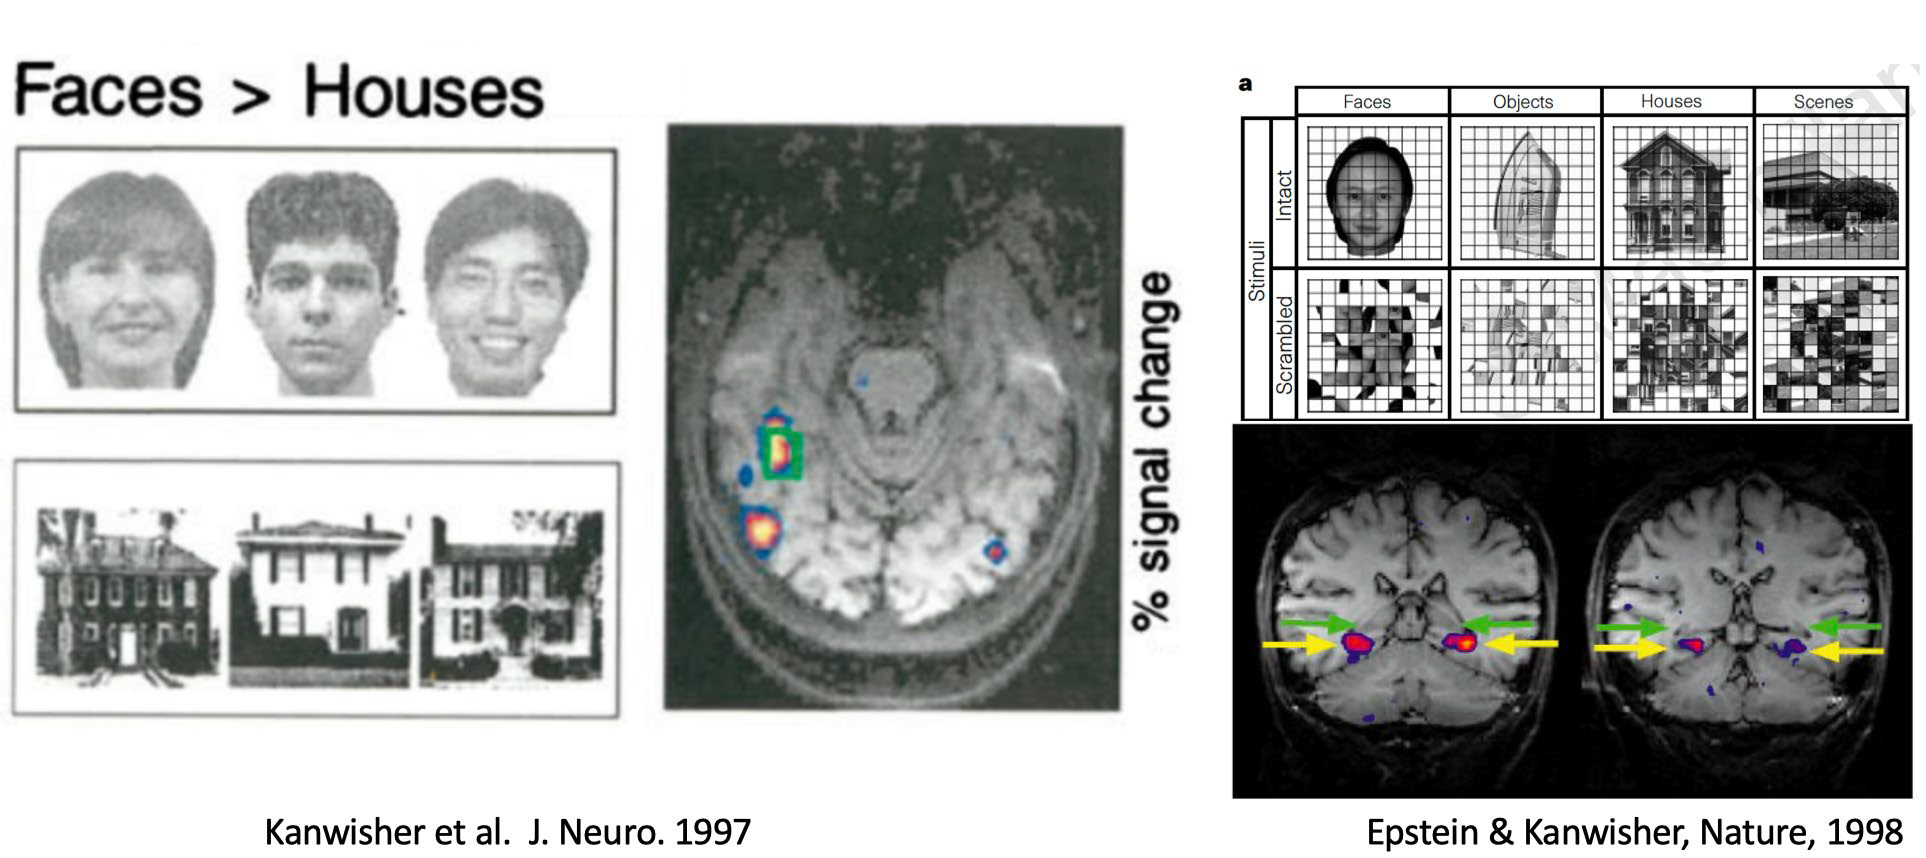 Faces > Houses
% signal change
a
Faces
Objects
Houses
Scenes
Stimuli
Intact
Scrambled
Kanwisher et al. J. Neuro. 1997
Epstein & Kanwisher, Nature, 1998